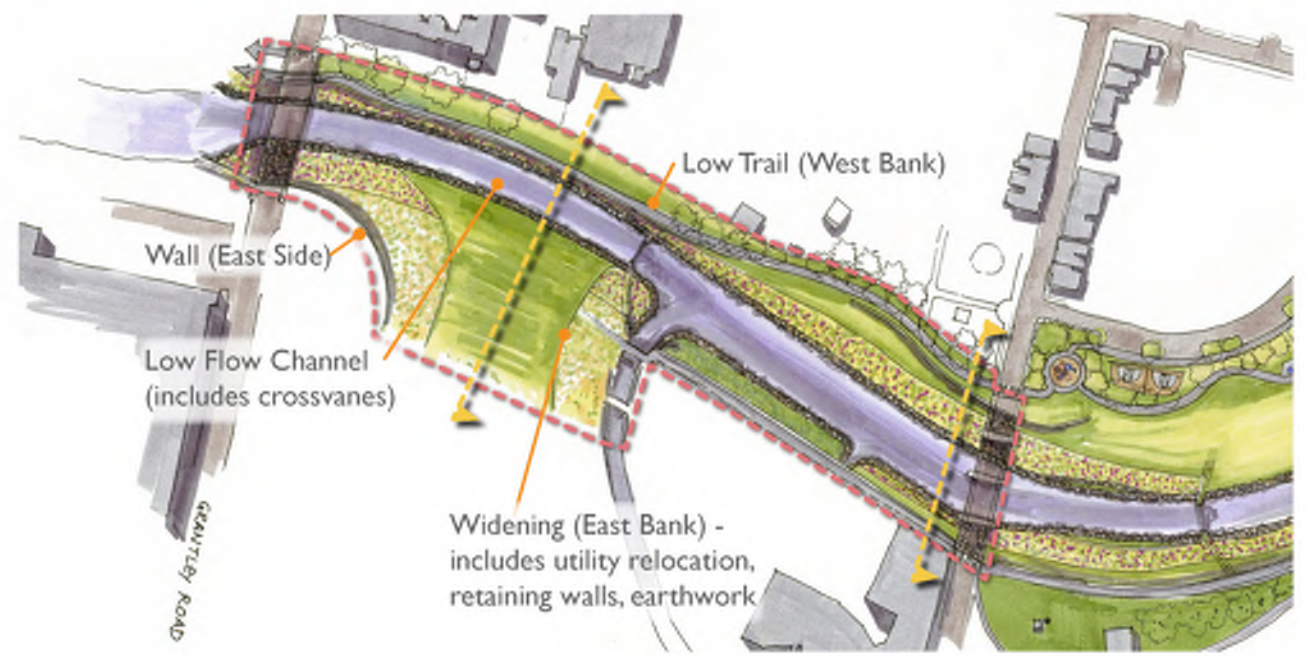 Low Trail (West Bank)
Wall (East Side)
Low Flow Channel
(includes crossvanes)
Widening (East Bank) -
includes utility relocation,
retaining walls, earthwork
GRANTLEY ROAD